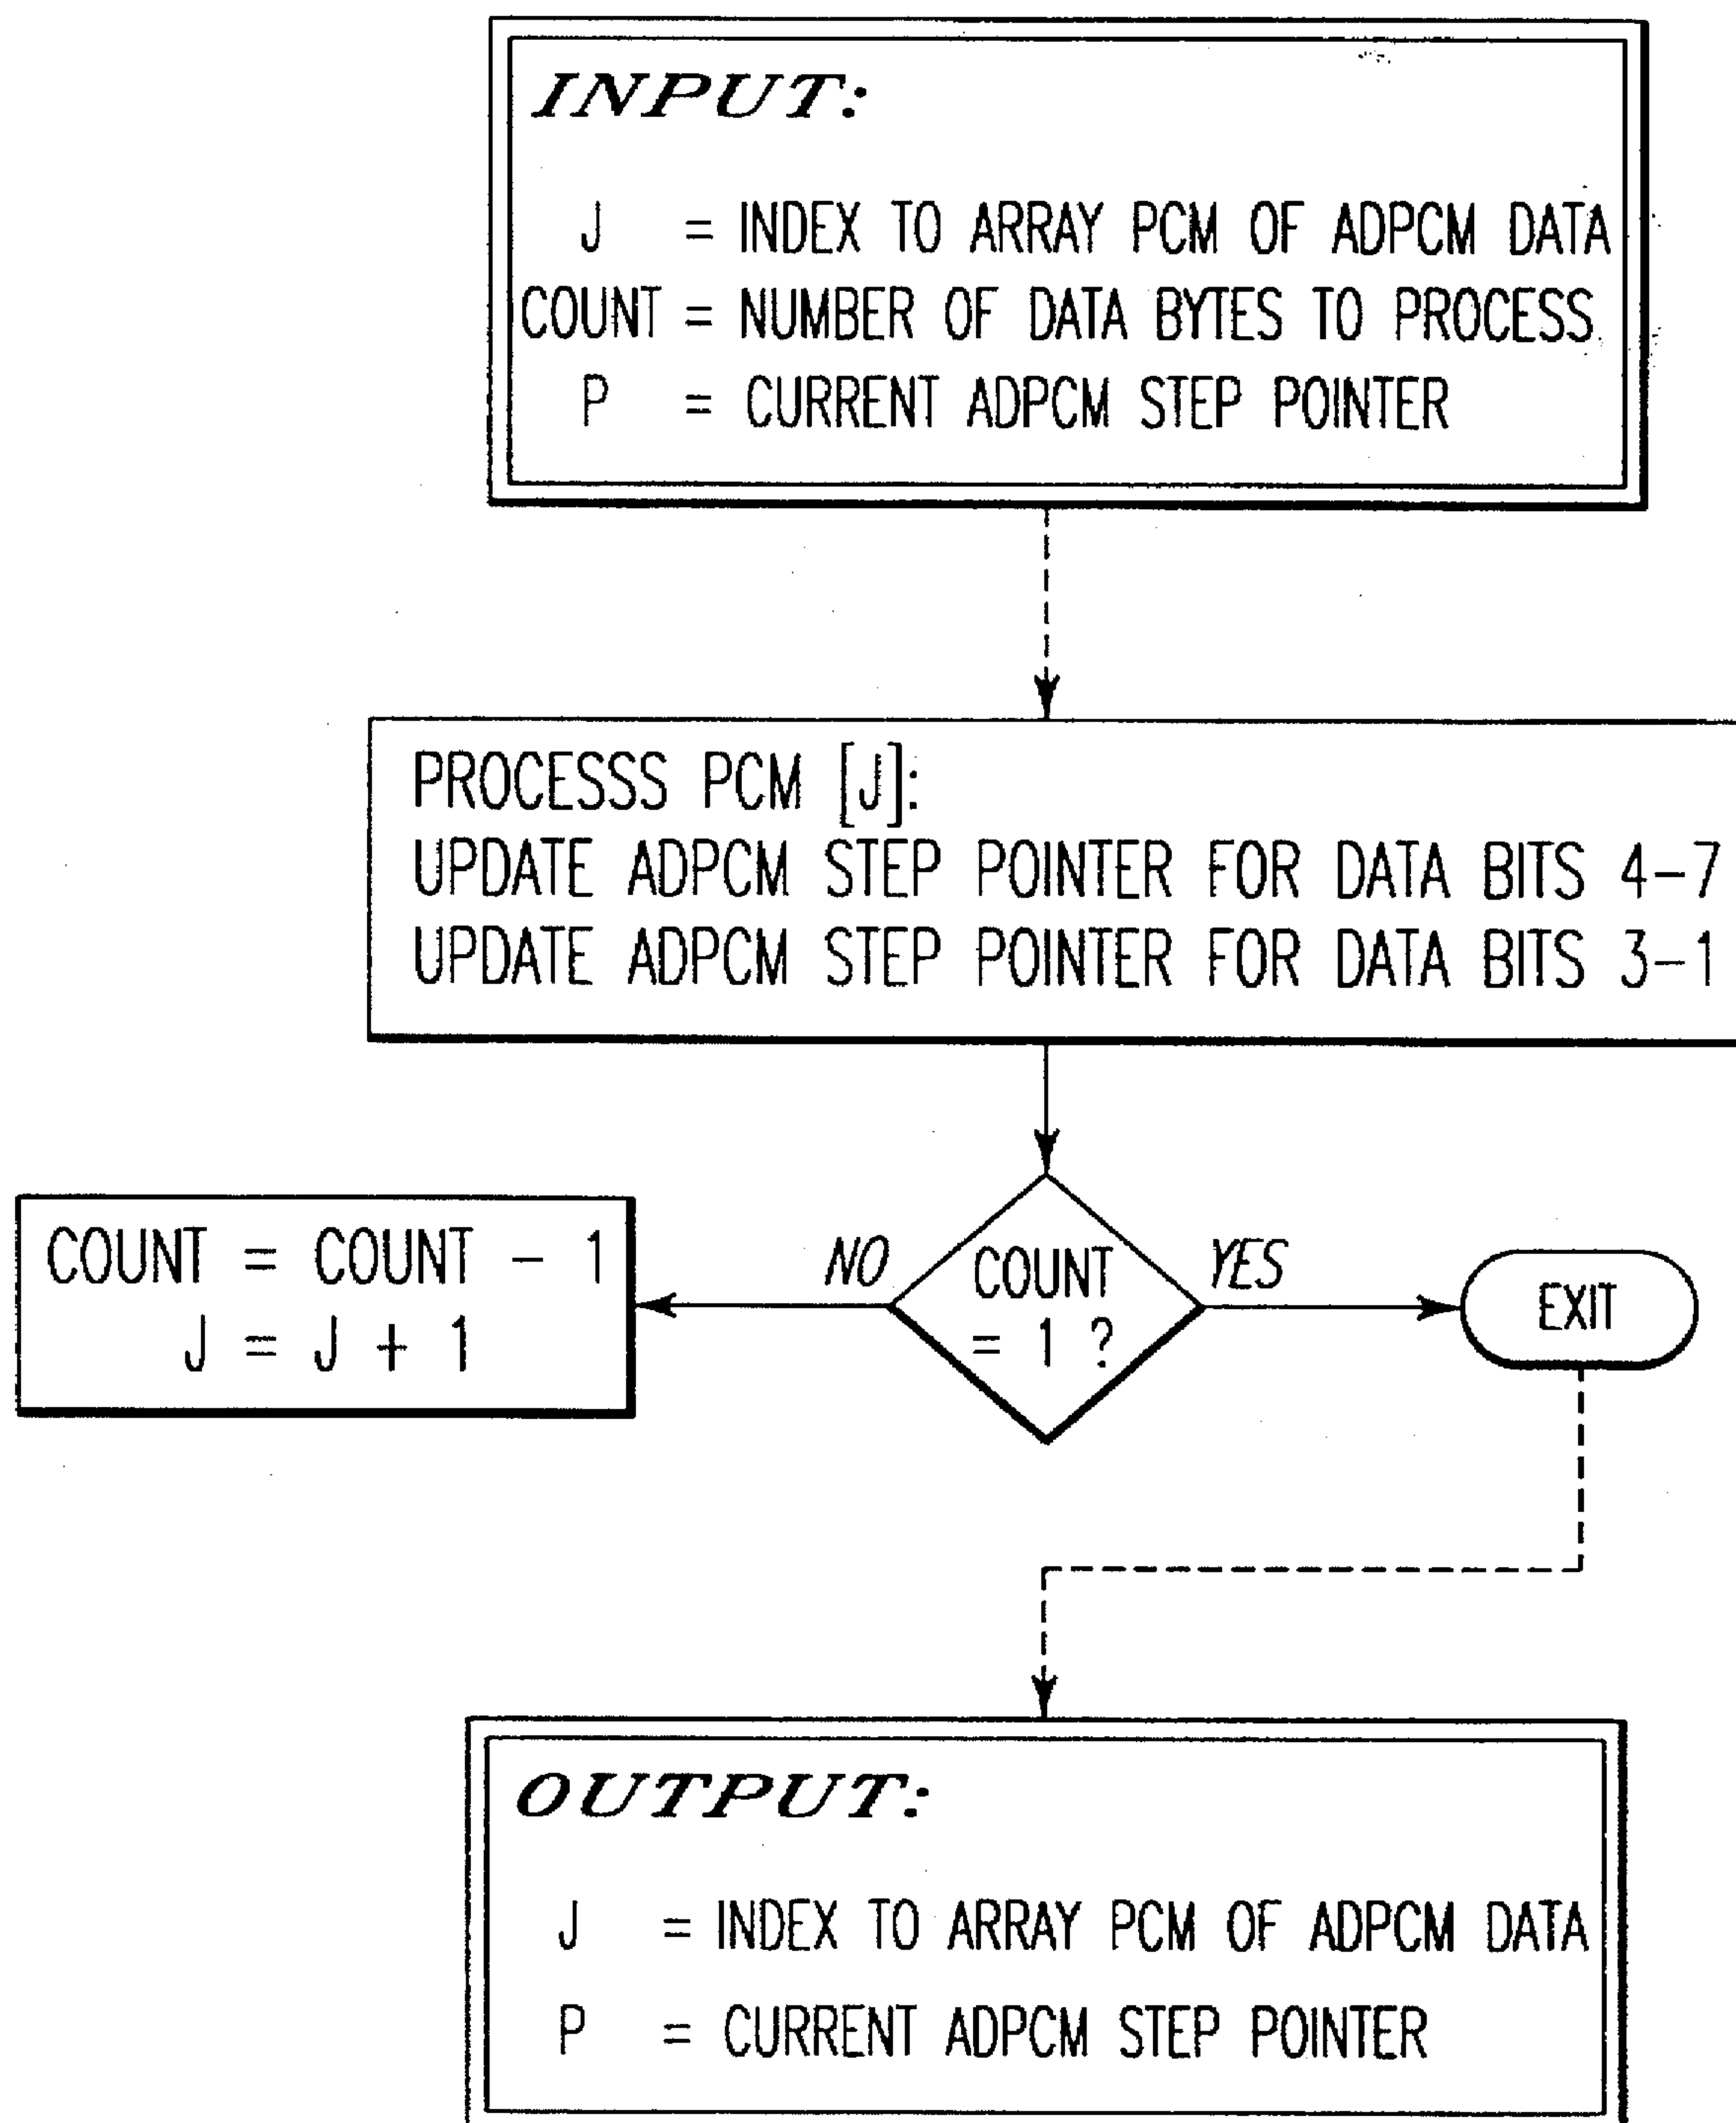 INPUT:
J = INDEX TO ARRAY PCM OF ADPCM DATA
COUNT = NUMBER OF DATA BYTES TO PROCESS
P = CURRENT ADPCM STEP POINTER
PROCESSS PCM [J]:
UPDATE ADPCM STEP POINTER FOR DATA BITS 4-7
UPDATE ADPCM STEP POINTER FOR DATA BITS 3-1
COUNT = COUNT - 1
J = J + 1
NO
COUNT
= 1 ?
YES
EXIT
OUTPUT:
J = INDEX TO ARRAY PCM OF ADPCM DATA
P = CURRENT ADPCM STEP POINTER